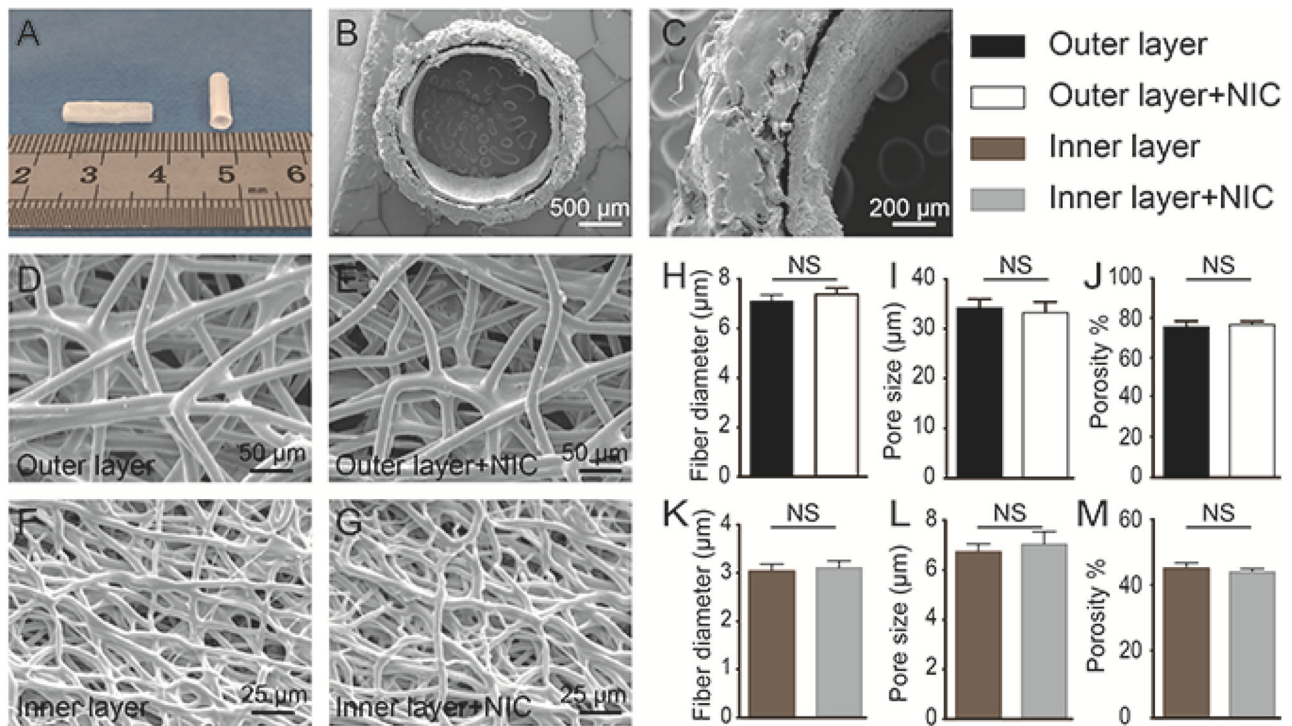 A
2 3 4 5 6
mm
B
500 µm
C
200 µm
Outer layer
Outer layer+NIC
Inner layer
Inner layer+NIC
D
Outer layer
50 µm
E
Outer layer+NIC
50 µm
F
Inner layer
25 µm
G
Inner layer+NIC
25 µm
H
NS
Fiber diameter (µm)
8
6
4
2
0
I
NS
Pore size (µm)
40
30
20
10
0
J
NS
Porosity %
100
80
60
40
20
0
K
NS
Fiber diameter (µm)
4
3
2
1
0
L
NS
Pore size (µm)
8
6
4
2
0
M
NS
Porosity %
60
40
20
0